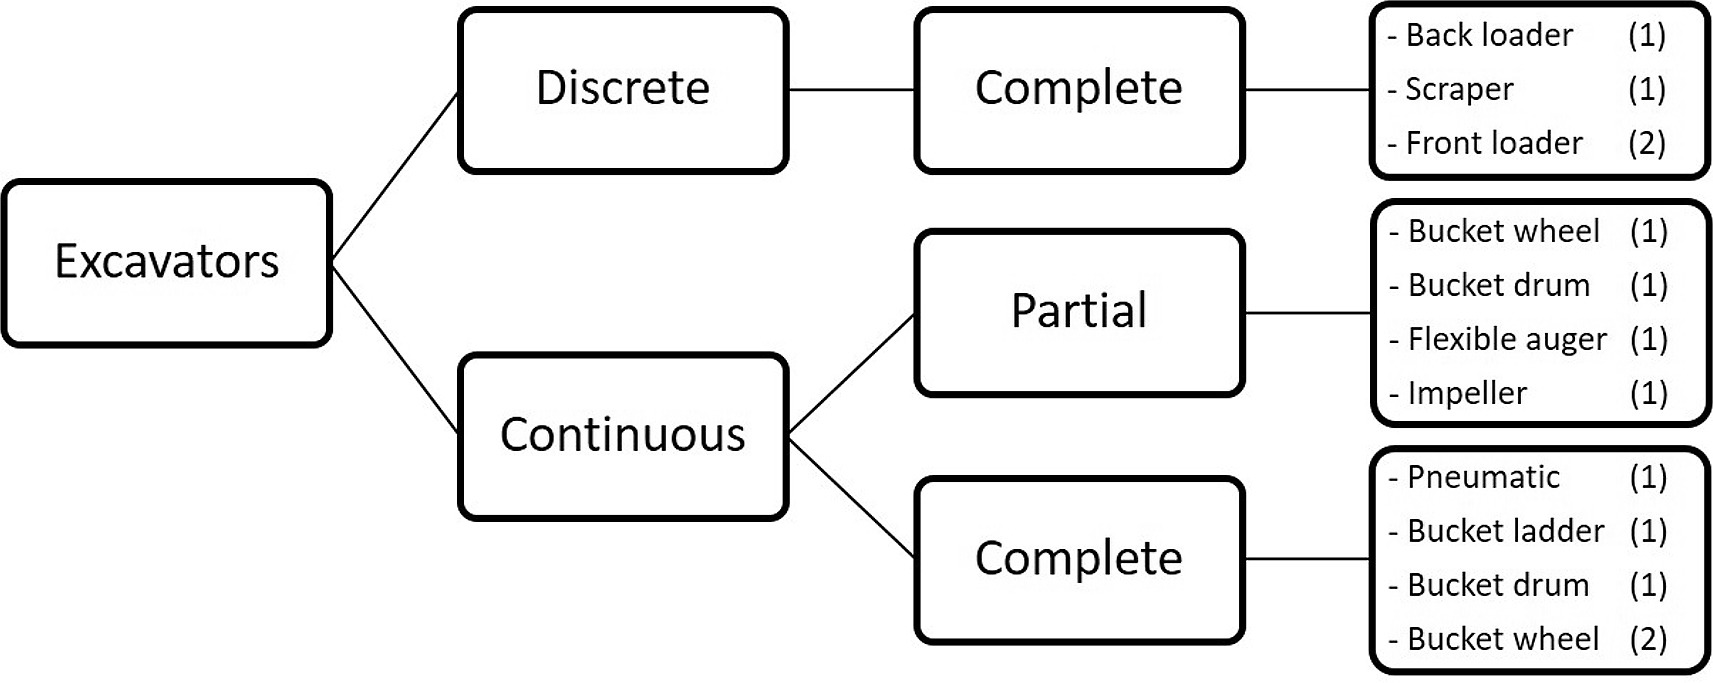 Excavators
Discrete
Complete
- Back loader (1)
- Scraper (1)
- Front loader (2)
Continuous
Partial
- Bucket wheel (1)
- Bucket drum (1)
- Flexible auger (1)
- Impeller (1)
Complete
- Pneumatic (1)
- Bucket ladder (1)
- Bucket drum (1)
- Bucket wheel (2)